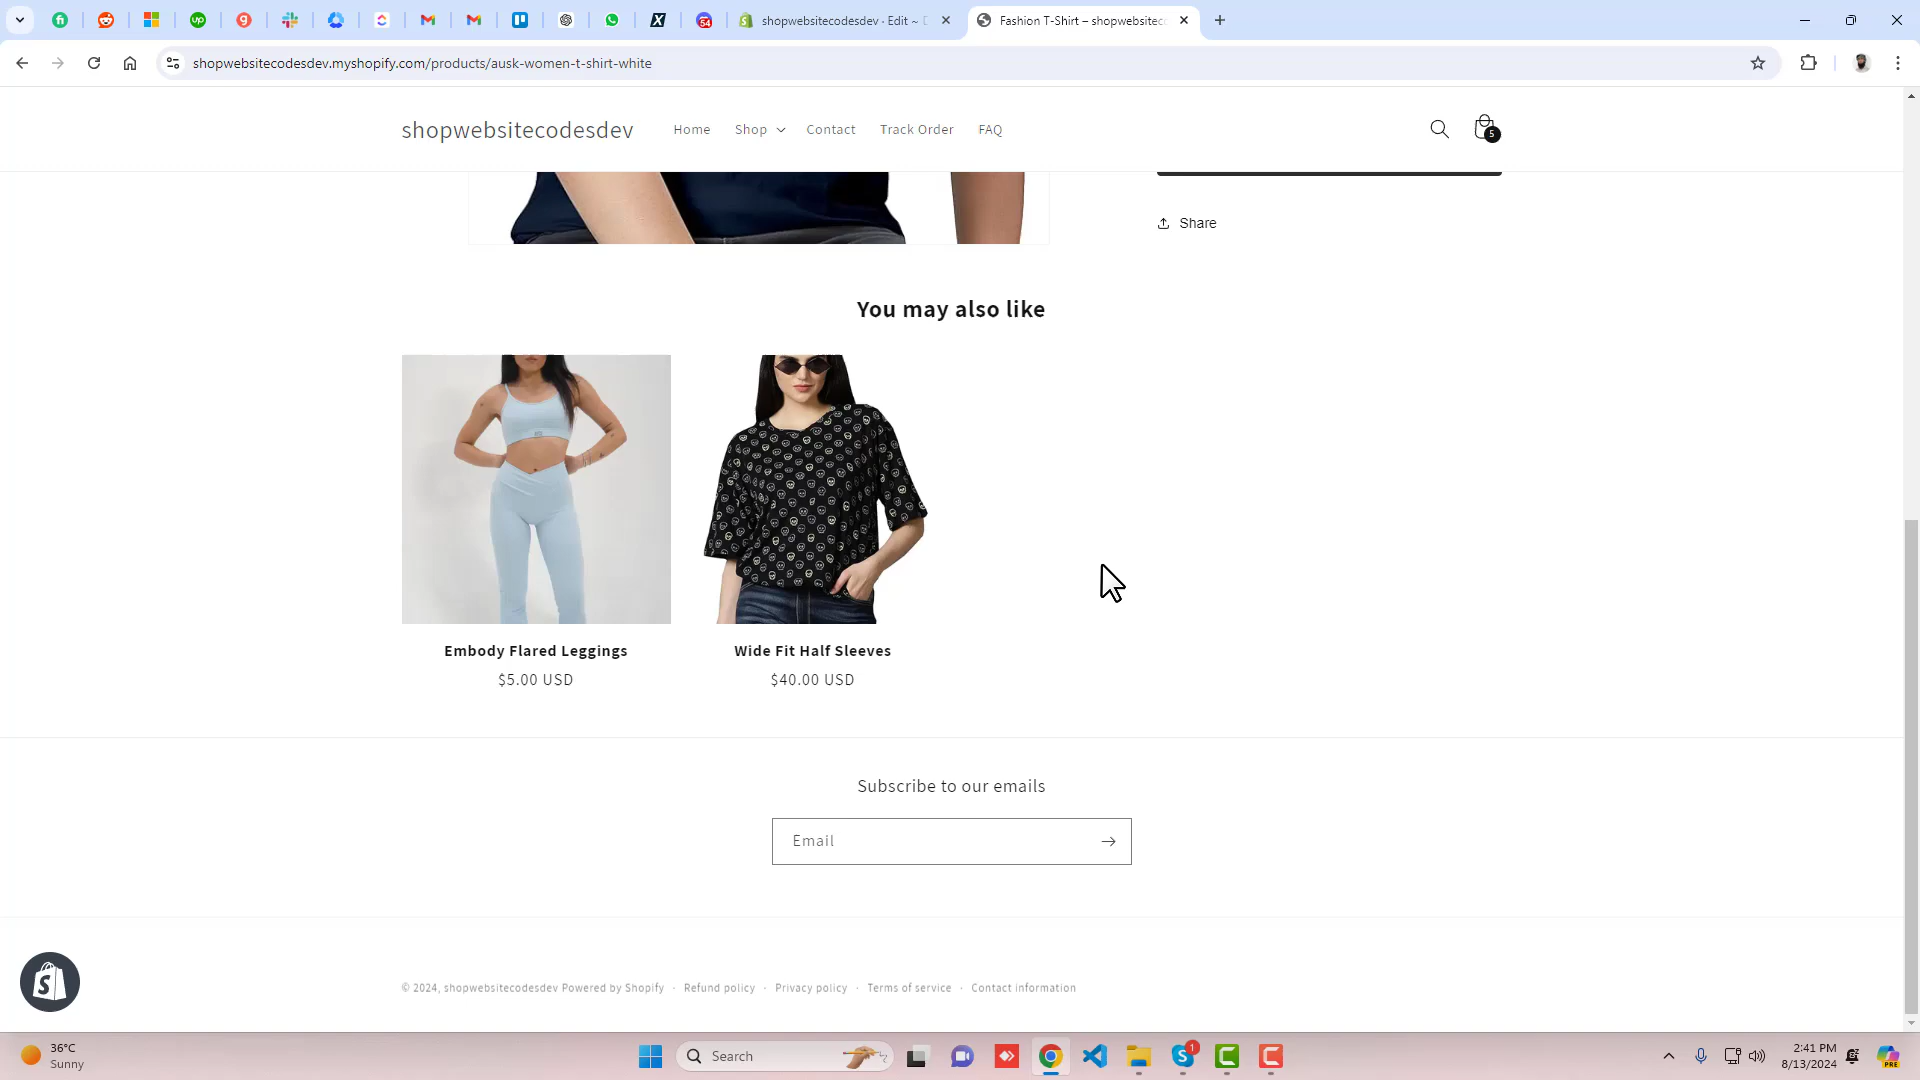 54
shopwebsitecodesdev · Edit ~
Fashion T-Shirt – shopwebsitec
shopwebsitecodesdev.myshopify.com/products/ausk-women-t-shirt-white
shopwebsitecodesdev
Home
Shop
Contact
Track Order
FAQ
5
Share
You may also like
Embody Flared Leggings
$5.00 USD
Wide Fit Half Sleeves
$40.00 USD
Subscribe to our emails
Email
© 2024, shopwebsitecodesdev Powered by Shopify · Refund policy · Privacy policy · Terms of service · Contact information
36°C
Sunny
Search
1
2:41 PM
8/13/2024
PRE